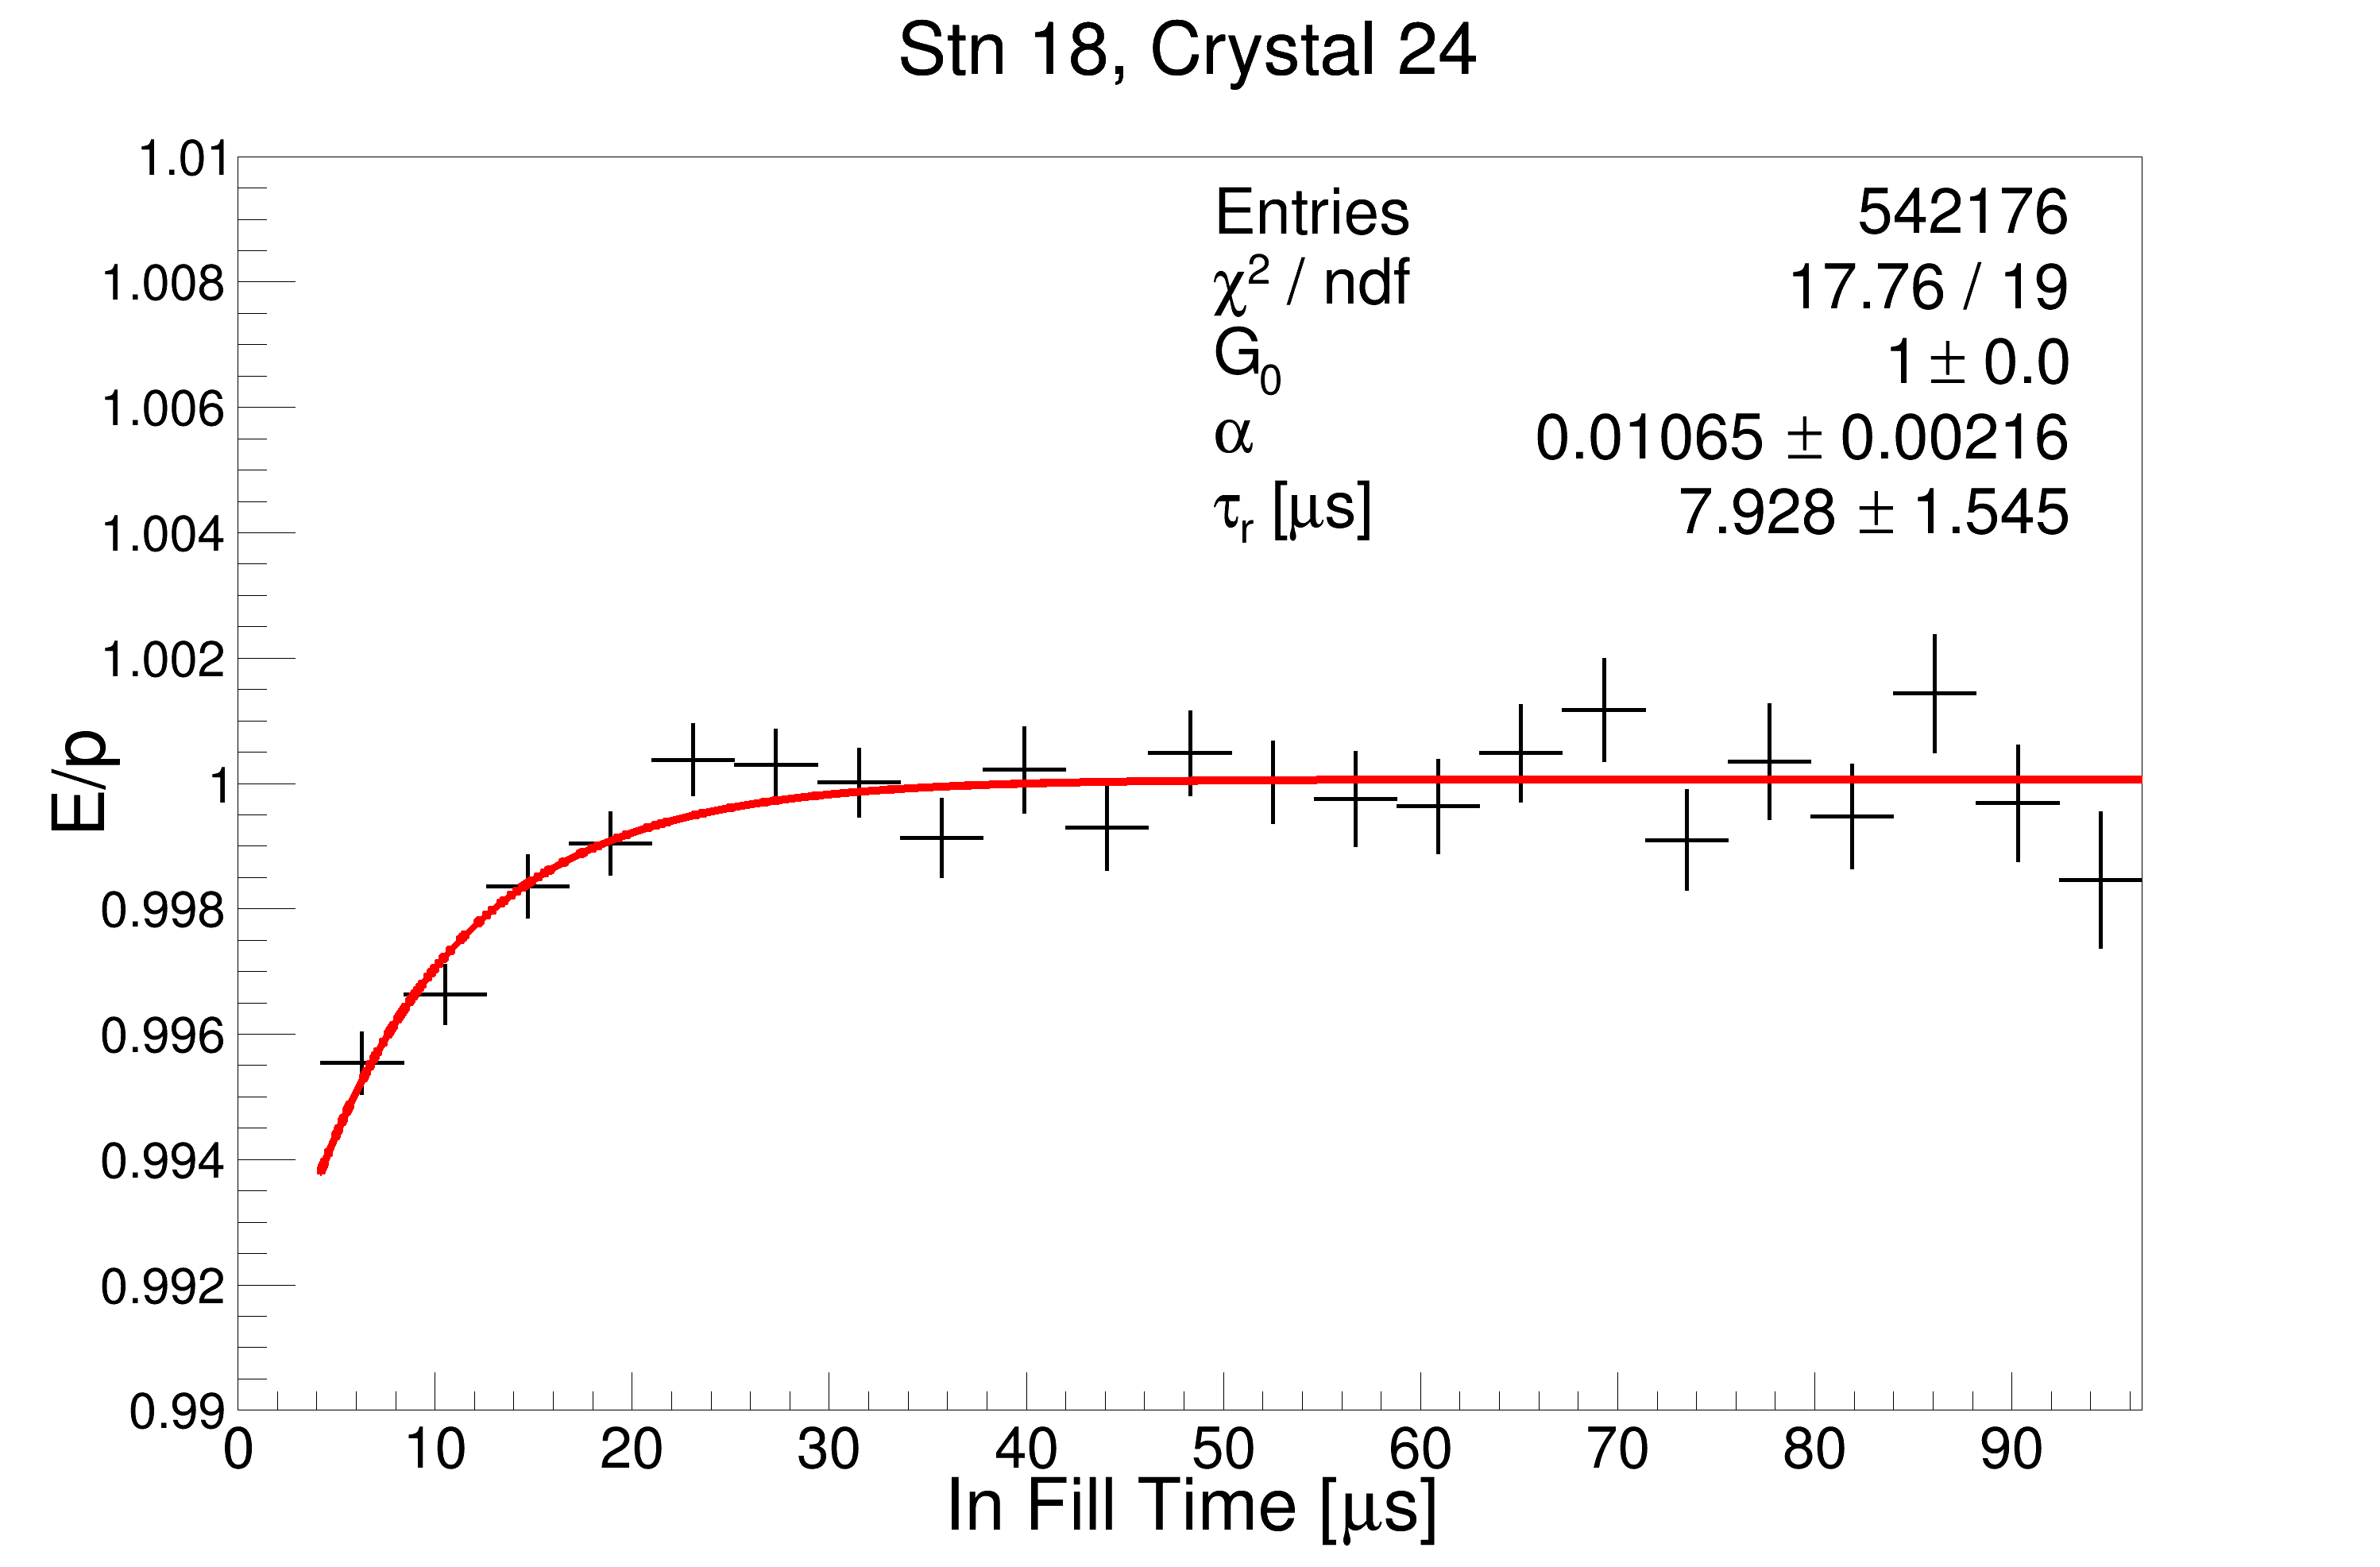 Stn 18, Crystal 24
1.01
1.008
1.006
1.004
1.002
1
0.998
0.996
0.994
0.992
0.99
E/p
Entries 542176
χ² / ndf 17.76 / 19
G₀ 1 ± 0.0
α 0.01065 ± 0.00216
τᵣ [μs] 7.928 ± 1.545
0 10 20 30 40 50 60 70 80 90
In Fill Time [μs]